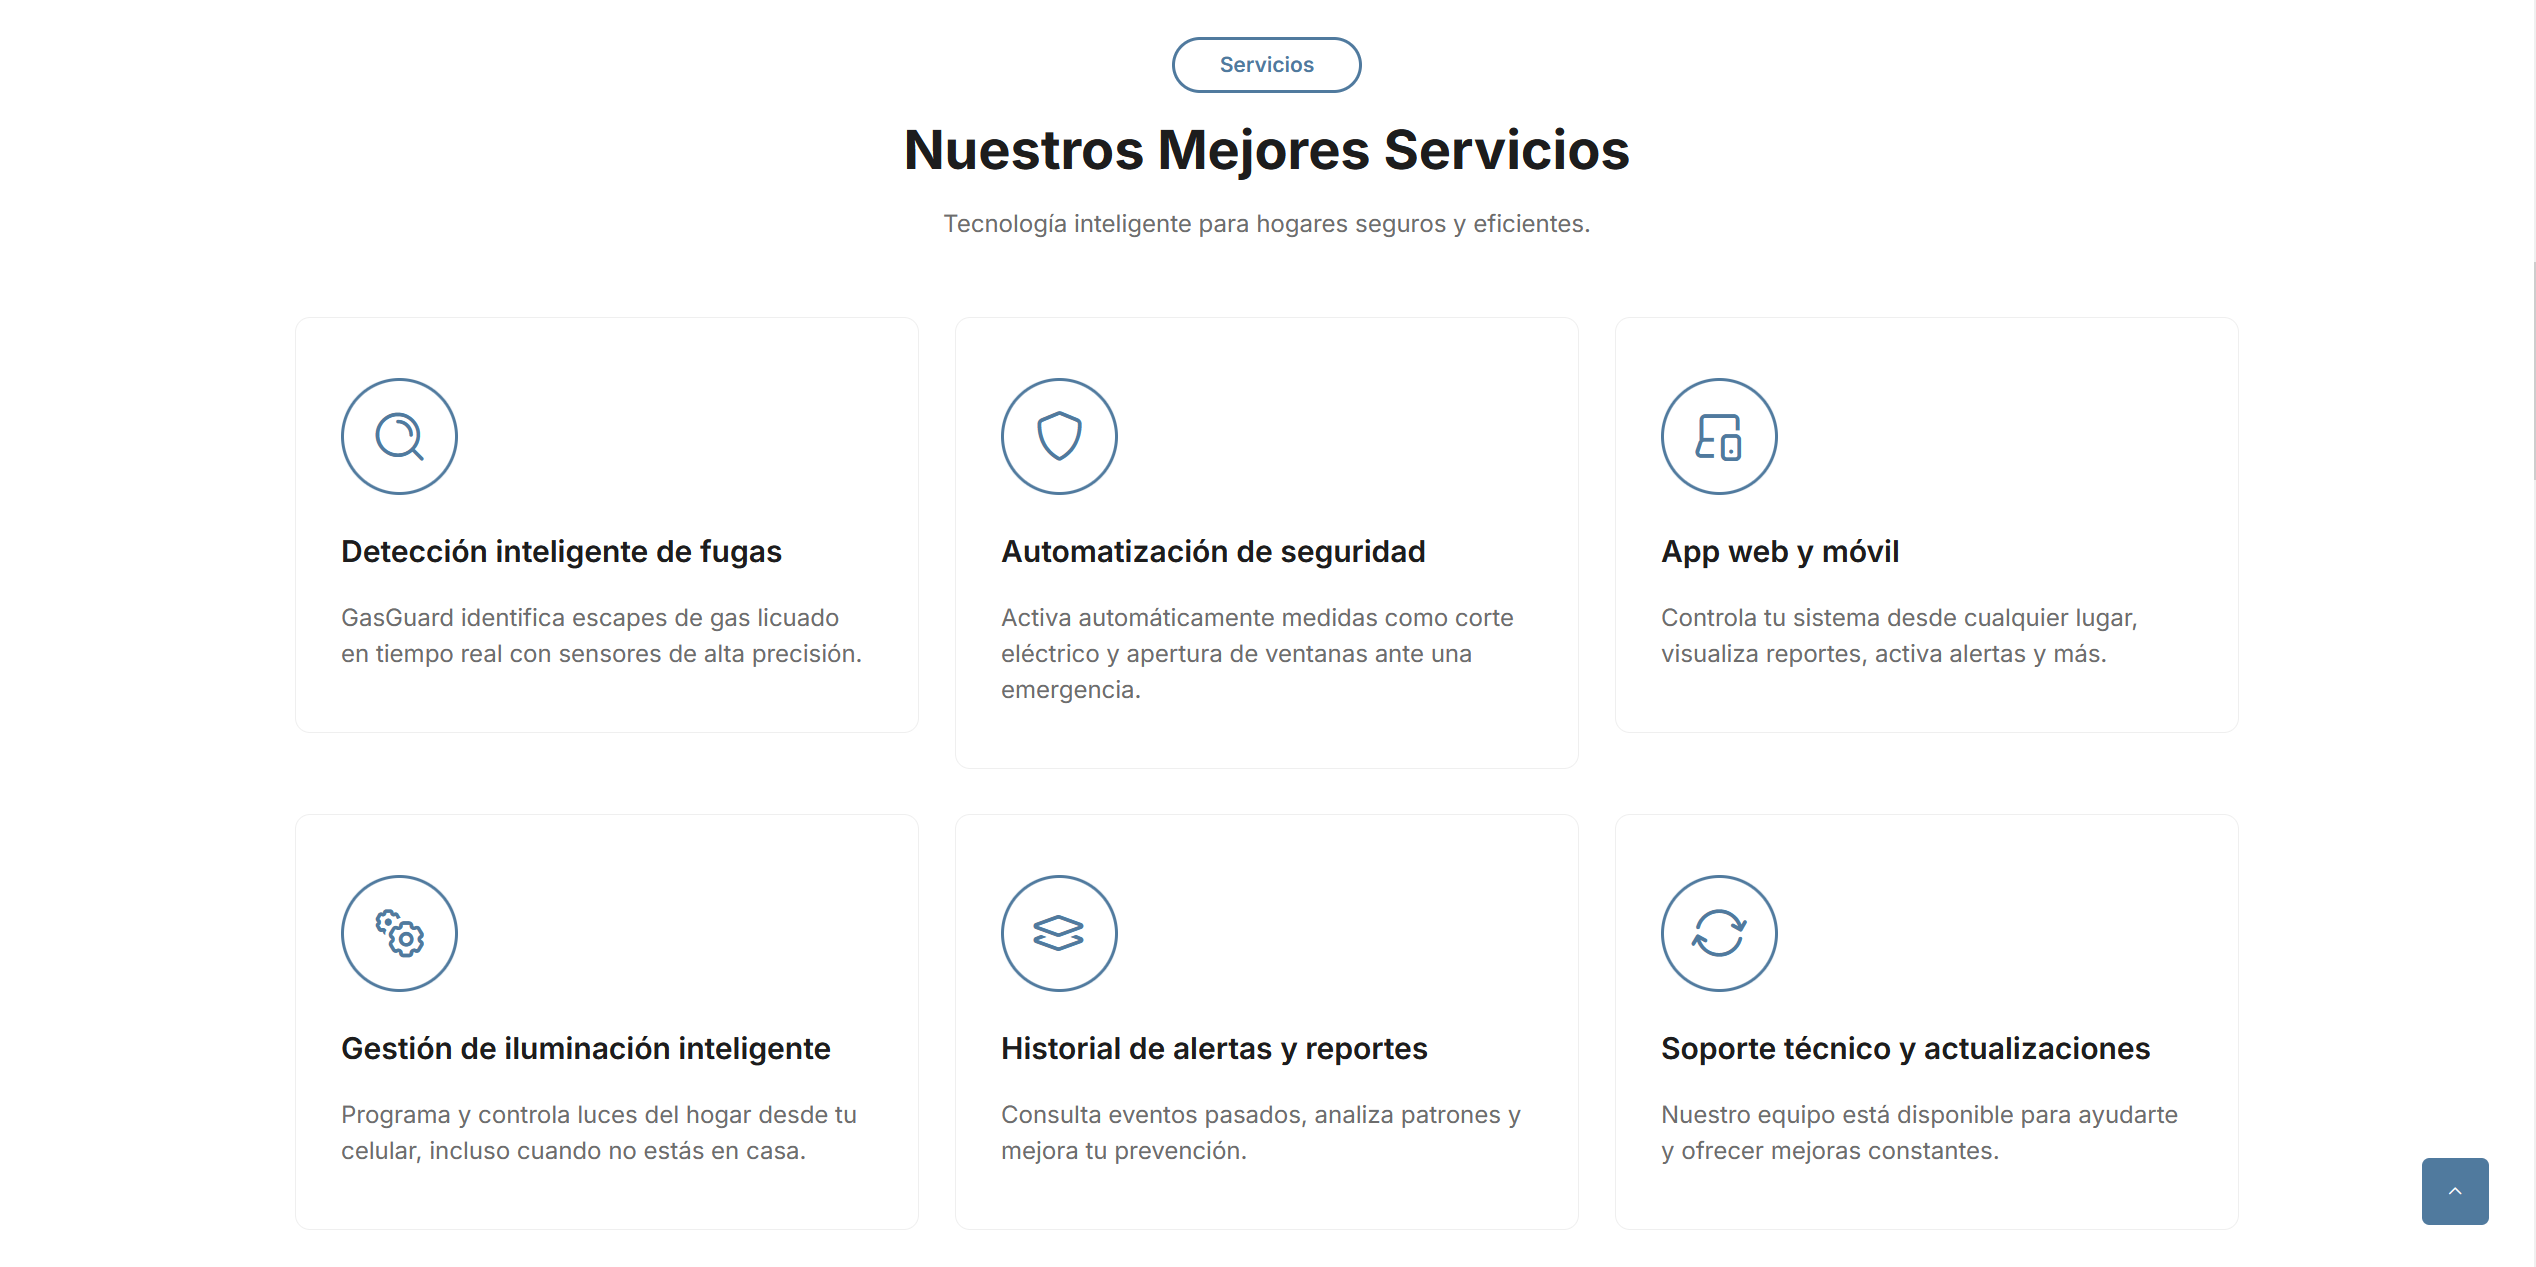 Servicios
Nuestros Mejores Servicios
Tecnología inteligente para hogares seguros y eficientes.
Detección inteligente de fugas
GasGuard identifica escapes de gas licuado
en tiempo real con sensores de alta precisión.
Automatización de seguridad
Activa automáticamente medidas como corte
eléctrico y apertura de ventanas ante una
emergencia.
App web y móvil
Controla tu sistema desde cualquier lugar,
visualiza reportes, activa alertas y más.
Gestión de iluminación inteligente
Programa y controla luces del hogar desde tu
celular, incluso cuando no estás en casa.
Historial de alertas y reportes
Consulta eventos pasados, analiza patrones y
mejora tu prevención.
Soporte técnico y actualizaciones
Nuestro equipo está disponible para ayudarte
y ofrecer mejoras constantes.